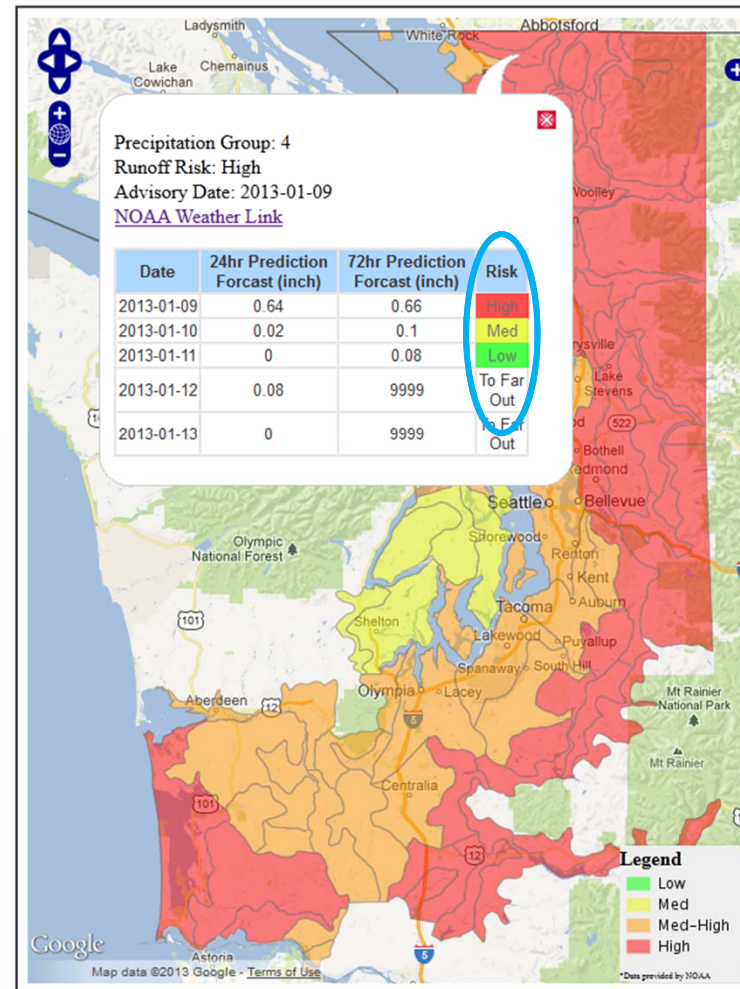 Ladysmith
Abbotsford
White Rock
Lake
Cowichan
Chemainus
Precipitation Group: 4
Runoff Risk: High
Advisory Date: 2013-01-09
NOAA Weather Link
Date 24hr Prediction Forcast (inch) 72hr Prediction Forcast (inch) Risk
2013-01-09 0.64 0.66 High
2013-01-10 0.02 0.1 Med
2013-01-11 0 0.08 Low
2013-01-12 0.08 9999 To Far Out
2013-01-13 0 9999 To Far Out
Woolley
rysville
Lake
Stevens
522
Bothell
edmond
Seattle
Bellevue
Shorewood
Olympic
National Forest
Renton
Kent
101
Tacoma
Auburn
Shelton
Lakewood
Puyallup
Spanaway
South Hill
Olympia
Lacey
Aberdeen
12
5
Mt Rainier
National Park
Mt Rainier
Centralia
101
12
Legend
Low
Med
Med-High
High
*Data provided by NOAA
Google
Astoria
5
Map data ©2013 Google - Terms of Use